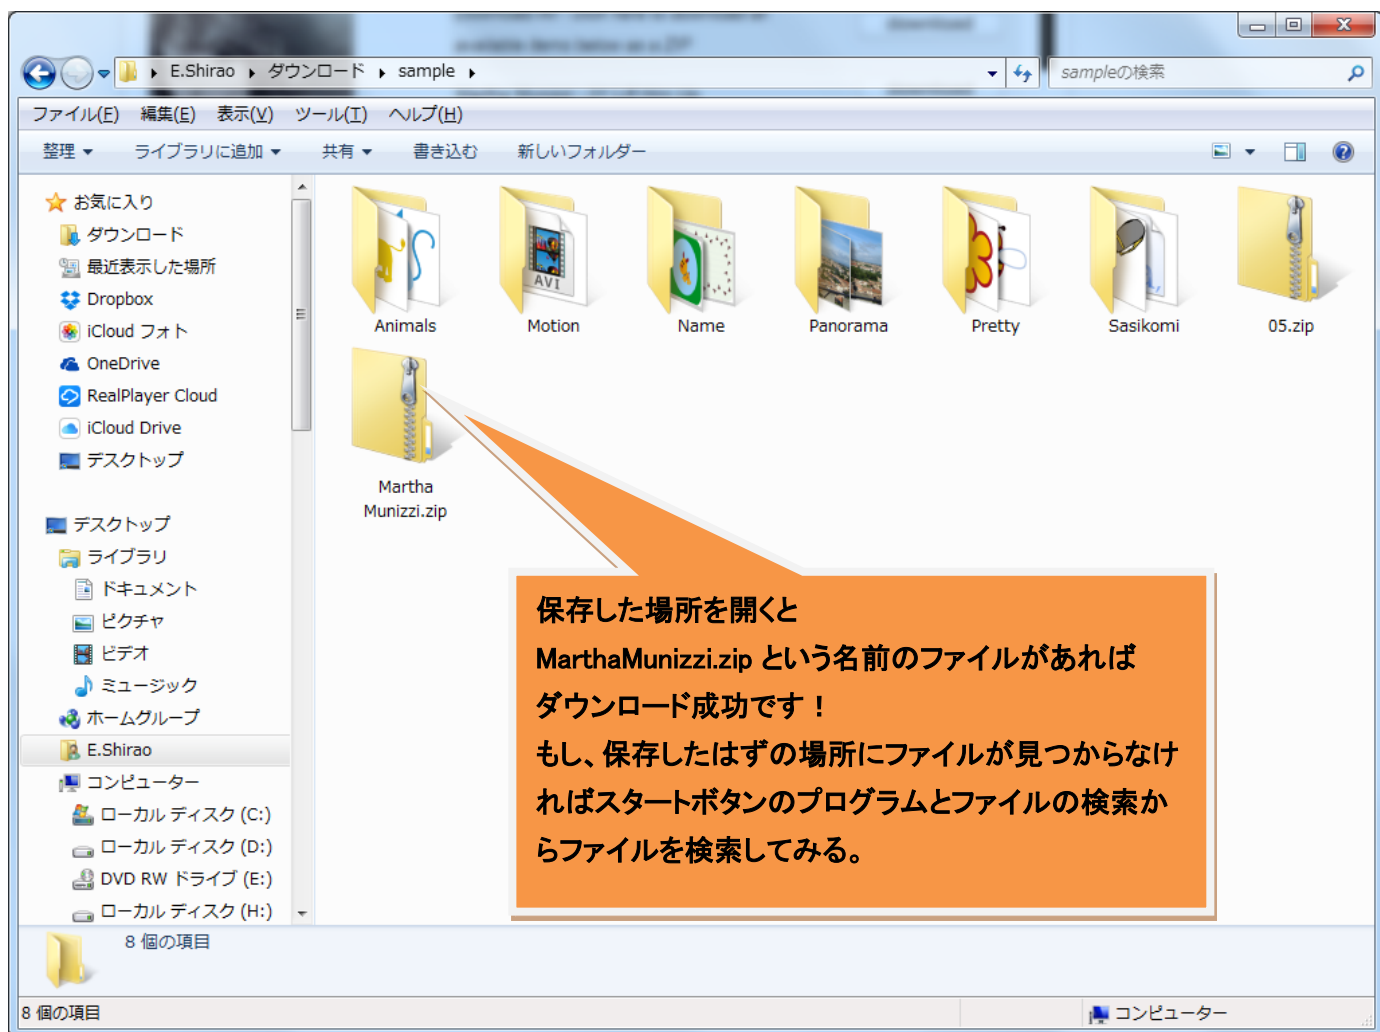 E.Shirao ▸ ダウンロード ▸ sample ▸
sampleの検索
ファイル(F) 編集(E) 表示(V) ツール(T) ヘルプ(H)
整理 ライブラリに追加 共有 書き込む 新しいフォルダー
お気に入り
ダウンロード
最近表示した場所
Dropbox
iCloud フォト
OneDrive
RealPlayer Cloud
iCloud Drive
デスクトップ
デスクトップ
ライブラリ
ドキュメント
ピクチャ
ビデオ
ミュージック
ホームグループ
E.Shirao
コンピューター
ローカル ディスク (C:)
ローカル ディスク (D:)
DVD RW ドライブ (E:)
ローカル ディスク (H:)
AVI
Animals Motion Name Panorama Pretty Sasikomi 05.zip
Martha
Munizzi.zip
保存した場所を開くと
MarthaMunizzi.zip という名前のファイルがあれば
ダウンロード成功です！
もし、保存したはずの場所にファイルが見つからなけ
ればスタートボタンのプログラムとファイルの検索か
らファイルを検索してみる。
8 個の項目
8 個の項目
コンピューター